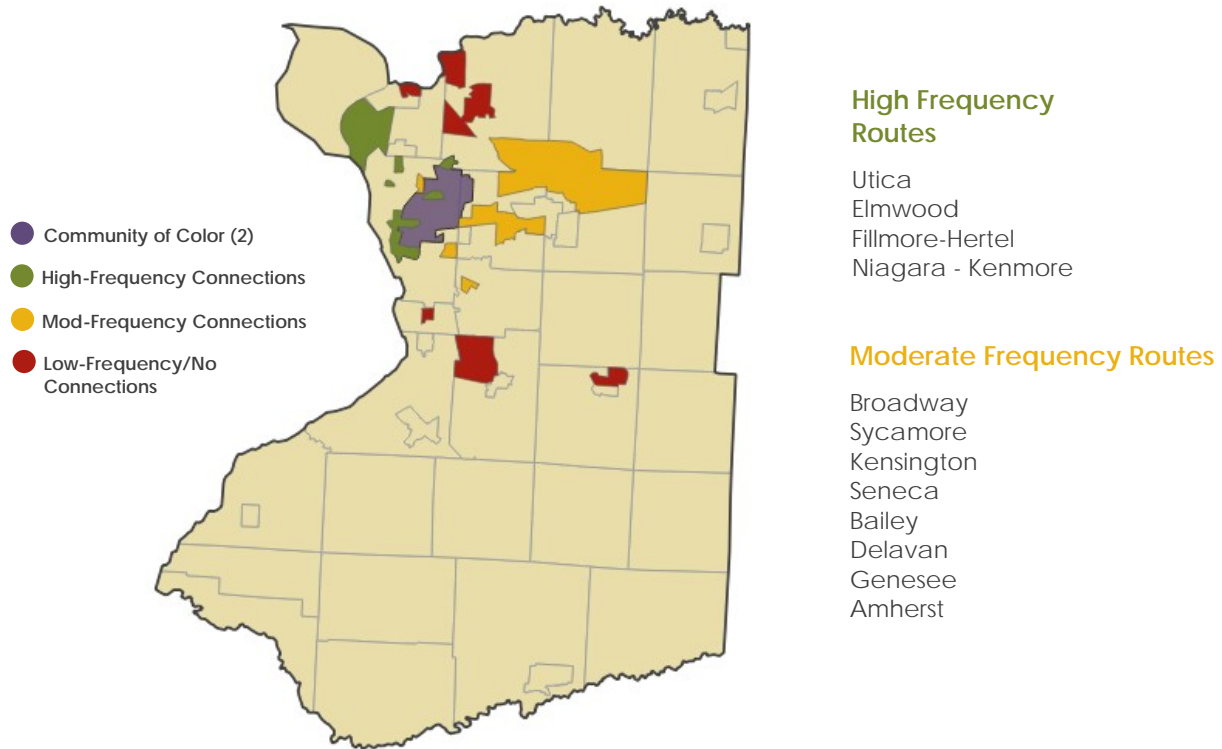 Community of Color (2)
High-Frequency Connections
Mod-Frequency Connections
Low-Frequency/No
Connections
High Frequency
Routes
Utica
Elmwood
Fillmore-Hertel
Niagara - Kenmore
Moderate Frequency Routes
Broadway
Sycamore
Kensington
Seneca
Bailey
Delavan
Genesee
Amherst